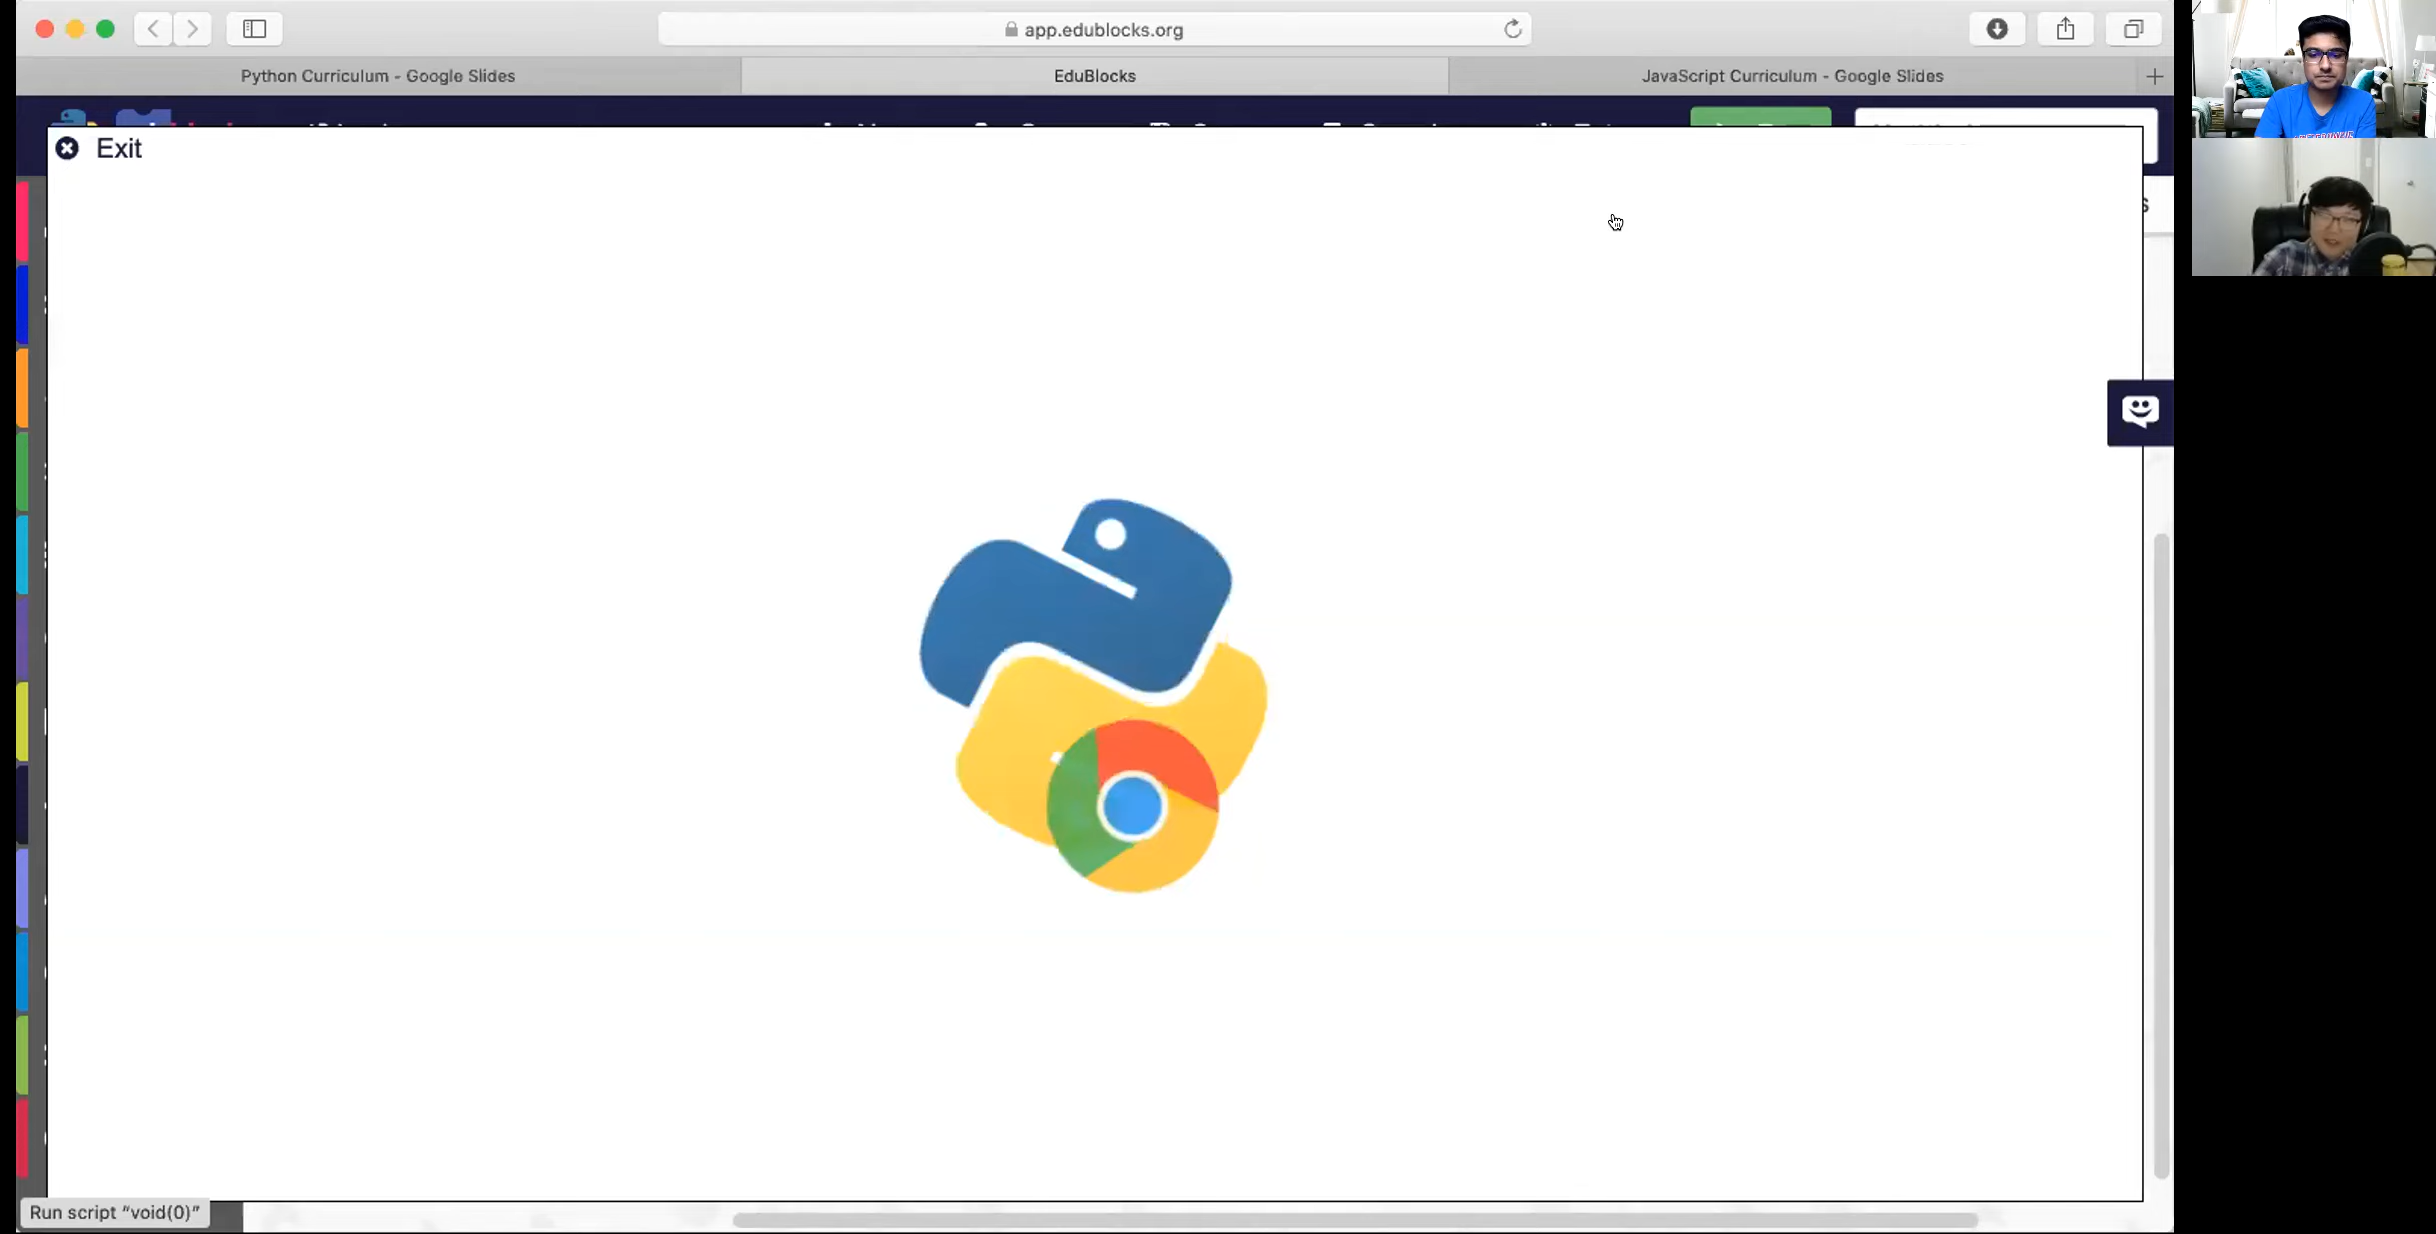 app.edublocks.org
Python Curriculum - Google Slides
EduBlocks
JavaScript Curriculum - Google Slides
Exit
Run script “void(0)”